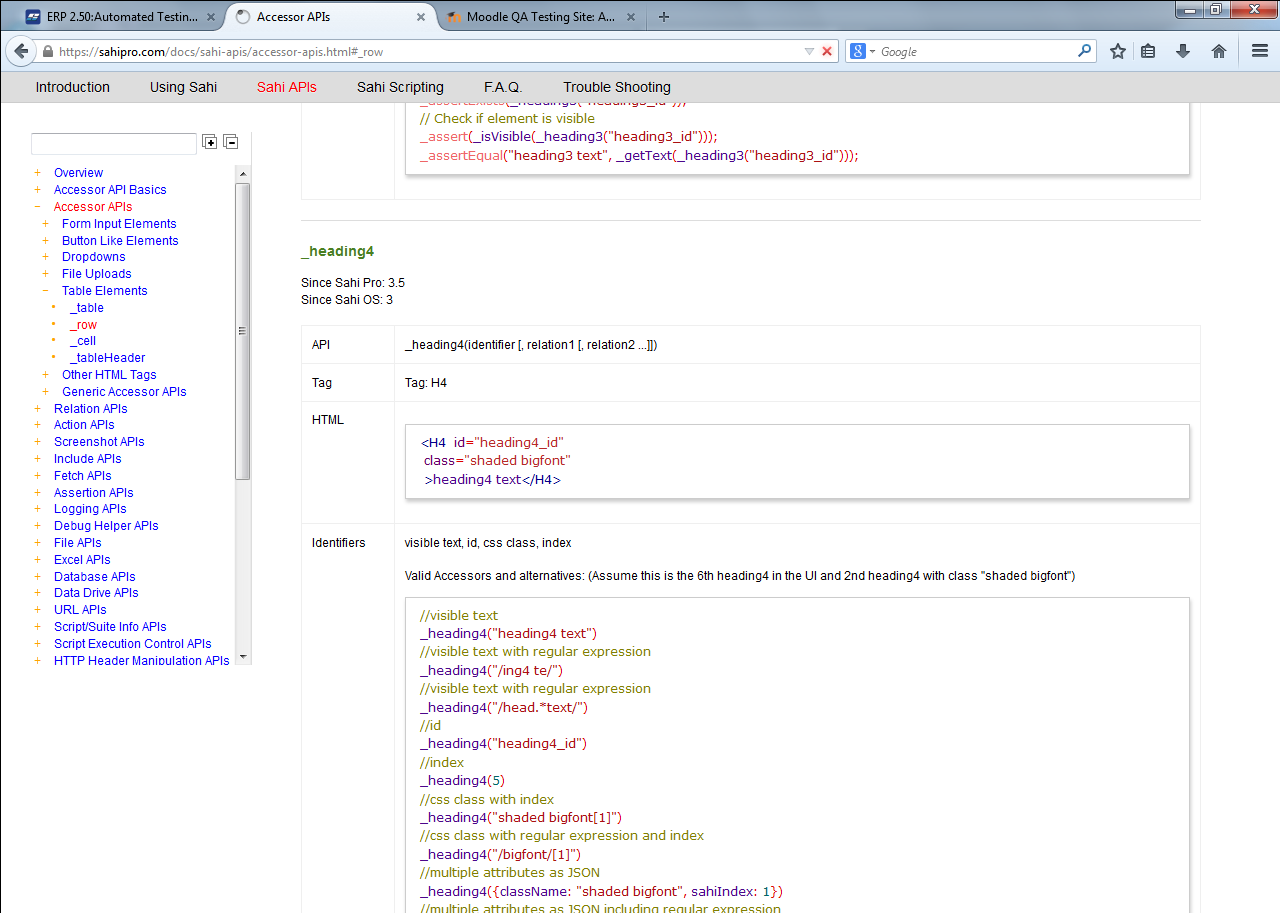 ERP 2.50:Automated Testin...
Accessor APIs
Moodle QA Testing Site: A...
https://sahipro.com/docs/sahi-apis/accessor-apis.html#_row
Google
Introduction
Using Sahi
Sahi APIs
Sahi Scripting
F.A.Q.
Trouble Shooting
Overview
Accessor API Basics
Accessor APIs
Form Input Elements
Button Like Elements
Dropdowns
File Uploads
Table Elements
_table
_row
_cell
_tableHeader
Other HTML Tags
Generic Accessor APIs
Relation APIs
Action APIs
Screenshot APIs
Include APIs
Fetch APIs
Assertion APIs
Logging APIs
Debug Helper APIs
File APIs
Excel APIs
Database APIs
Data Drive APIs
URL APIs
Script/Suite Info APIs
Script Execution Control APIs
HTTP Header Manipulation APIs
_assertExists(_heading3("heading3_id"));
// Check if element is visible
_assert(_isVisible(_heading3("heading3_id")));
_assertEqual("heading3 text", _getText(_heading3("heading3_id")));
_heading4
Since Sahi Pro: 3.5
Since Sahi OS: 3
API
_heading4(identifier [, relation1 [, relation2 ...]])
Tag
Tag: H4
HTML
<H4  id="heading4_id"
class="shaded bigfont"
>heading4 text</H4>
Identifiers
visible text, id, css class, index
Valid Accessors and alternatives: (Assume this is the 6th heading4 in the UI and 2nd heading4 with class "shaded bigfont")
//visible text
_heading4("heading4 text")
//visible text with regular expression
_heading4("/ing4 te/")
//visible text with regular expression
_heading4("/head.*text/")
//id
_heading4("heading4_id")
//index
_heading4(5)
//css class with index
_heading4("shaded bigfont[1]")
//css class with regular expression and index
_heading4("/bigfont/[1]")
//multiple attributes as JSON
_heading4({className: "shaded bigfont", sahiIndex: 1})
//multiple attributes as JSON including regular expression